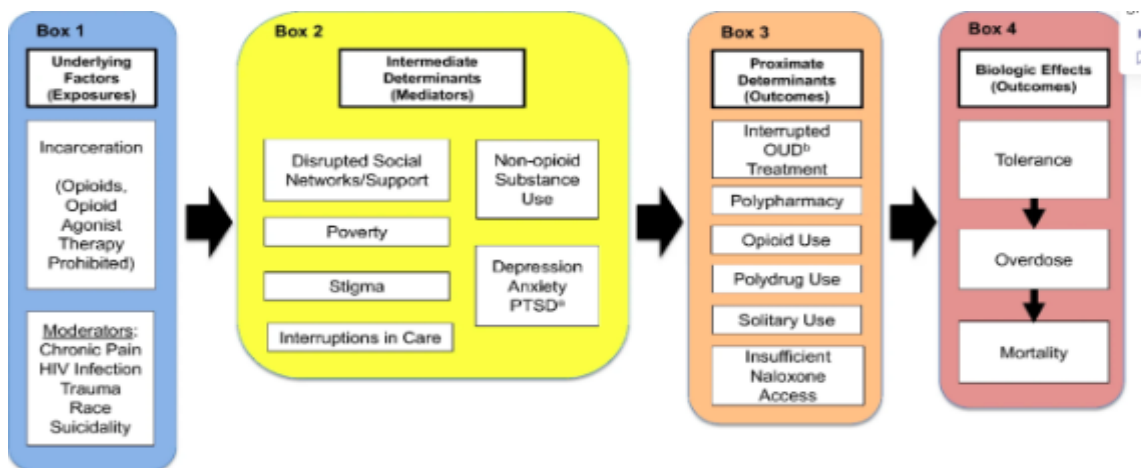 Box 1
Underlying
Factors
(Exposures)
Incarceration
(Opioids,
Opioid
Agonist
Therapy
Prohibited)
Moderators:
Chronic Pain
HIV Infection
Trauma
Race
Suicidality
Box 2
Intermediate
Determinants
(Mediators)
Disrupted Social
Networks/Support
Poverty
Stigma
Interruptions in Care
Non-opioid
Substance
Use
Depression
Anxiety
PTSDᵃ
Box 3
Proximate
Determinants
(Outcomes)
Interrupted
OUDᵇ
Treatment
Polypharmacy
Opioid Use
Polydrug Use
Solitary Use
Insufficient
Naloxone
Access
Box 4
Biologic Effects
(Outcomes)
Tolerance
Overdose
Mortality